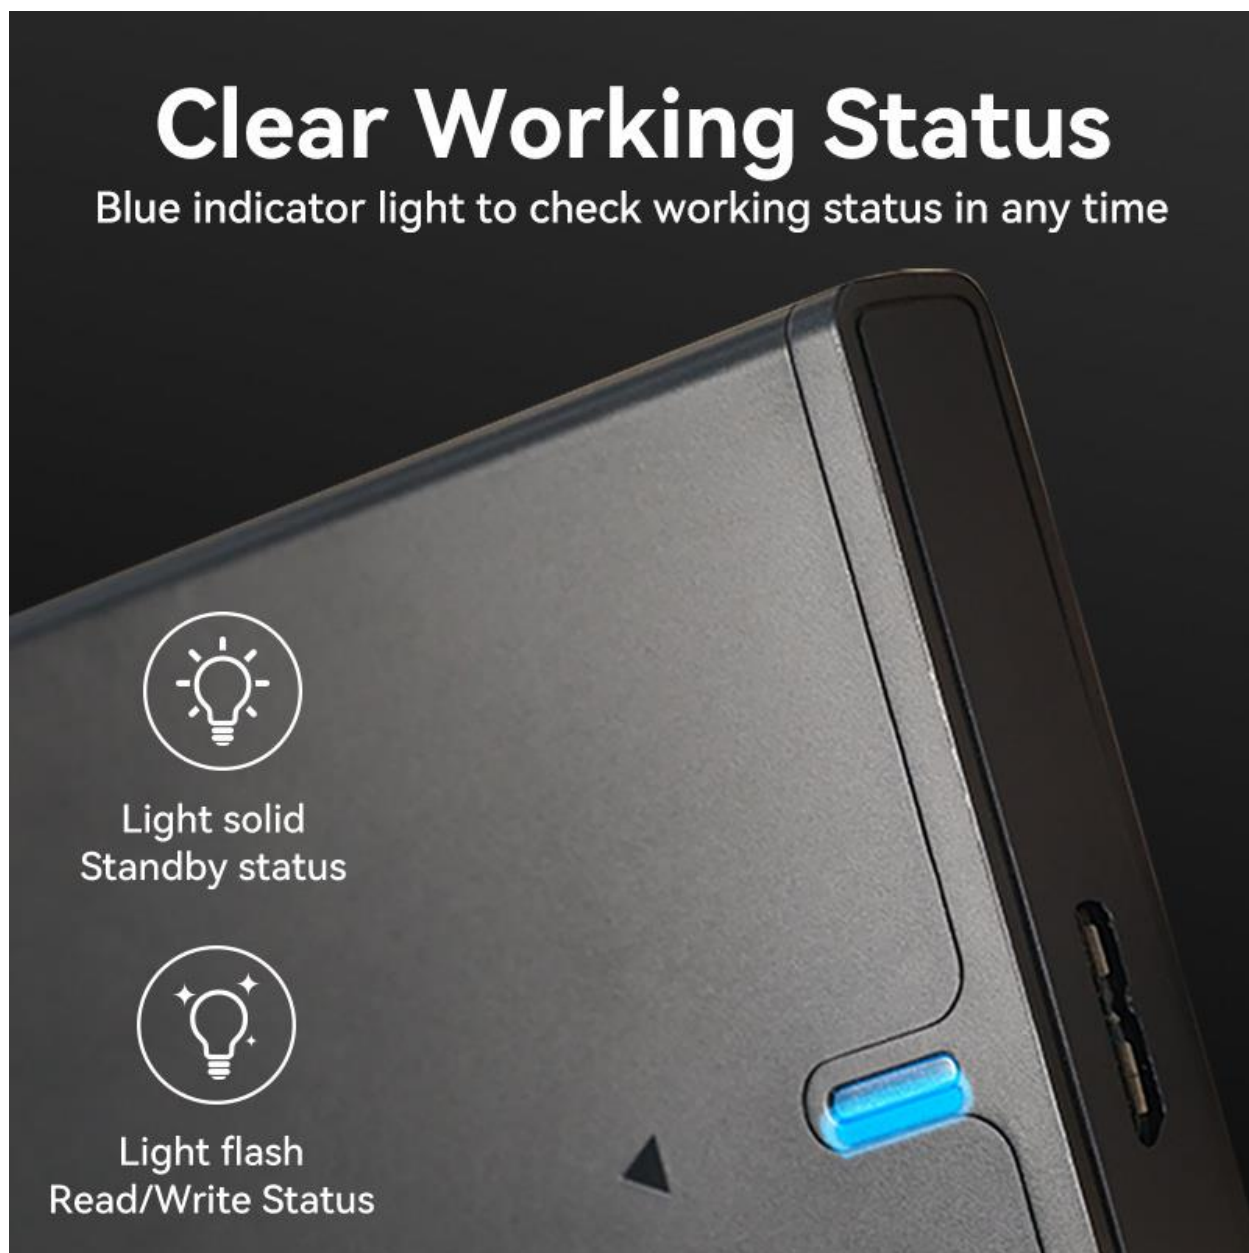 Clear Working Status
Blue indicator light to check working status in any time
Light solid
Standby status
Light flash
Read/Write Status